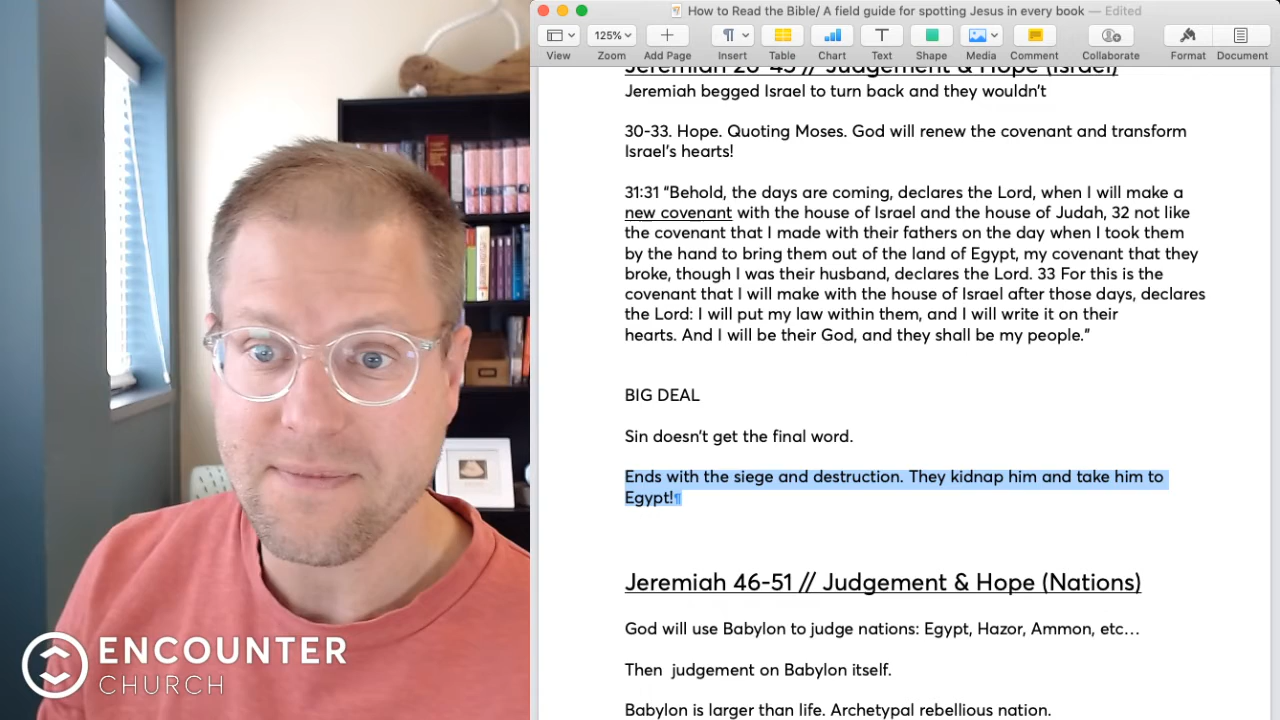 How to Read the Bible/ A field guide for spotting Jesus in every book — Edited
125%
View Zoom Add Page Insert Table Chart Text Shape Media Comment Collaborate Format Document
Jeremiah 26-45 // Judgement & Hope (Israel)
Jeremiah begged Israel to turn back and they wouldn't
30-33. Hope. Quoting Moses. God will renew the covenant and transform
Israel's hearts!
31:31 “Behold, the days are coming, declares the Lord, when I will make a
new covenant with the house of Israel and the house of Judah, 32 not like
the covenant that I made with their fathers on the day when I took them
by the hand to bring them out of the land of Egypt, my covenant that they
broke, though I was their husband, declares the Lord. 33 For this is the
covenant that I will make with the house of Israel after those days, declares
the Lord: I will put my law within them, and I will write it on their
hearts. And I will be their God, and they shall be my people.”
BIG DEAL
Sin doesn't get the final word.
Ends with the siege and destruction. They kidnap him and take him to
Egypt!¶
Jeremiah 46-51 // Judgement & Hope (Nations)
God will use Babylon to judge nations: Egypt, Hazor, Ammon, etc…
Then  judgement on Babylon itself.
Babylon is larger than life. Archetypal rebellious nation.
ENCOUNTER
CHURCH